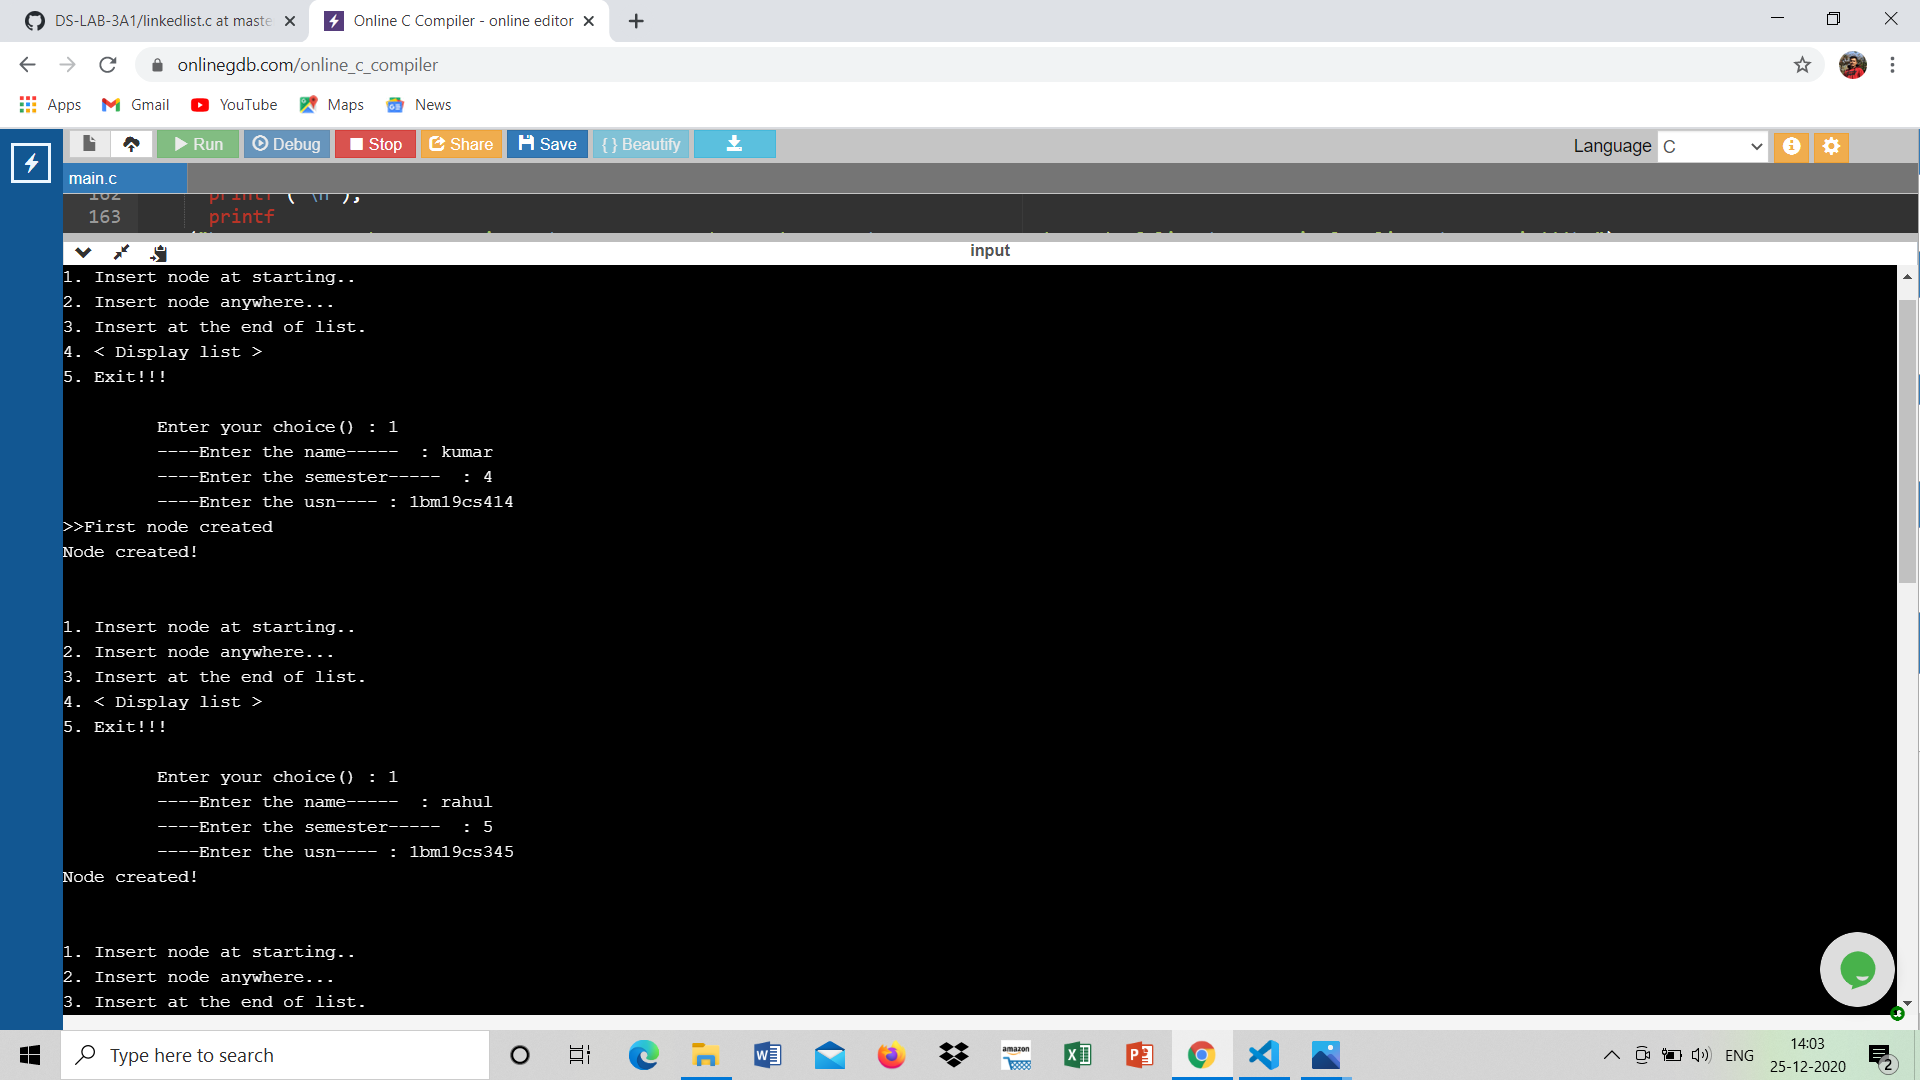 DS-LAB-3A1/linkedlist.c at maste
Online C Compiler - online editor
onlinegdb.com/online_c_compiler
Apps Gmail YouTube Maps News
Run Debug Stop Share Save { } Beautify Language C
main.c
162 printf ("\n");
163 printf
input
1. Insert node at starting..
2. Insert node anywhere...
3. Insert at the end of list.
4. < Display list >
5. Exit!!!
Enter your choice() : 1
----Enter the name----- : kumar
----Enter the semester----- : 4
----Enter the usn---- : 1bm19cs414
>>First node created
Node created!
1. Insert node at starting..
2. Insert node anywhere...
3. Insert at the end of list.
4. < Display list >
5. Exit!!!
Enter your choice() : 1
----Enter the name----- : rahul
----Enter the semester----- : 5
----Enter the usn---- : 1bm19cs345
Node created!
1. Insert node at starting..
2. Insert node anywhere...
3. Insert at the end of list.
Type here to search
amazon
ENG
14:03
25-12-2020
2